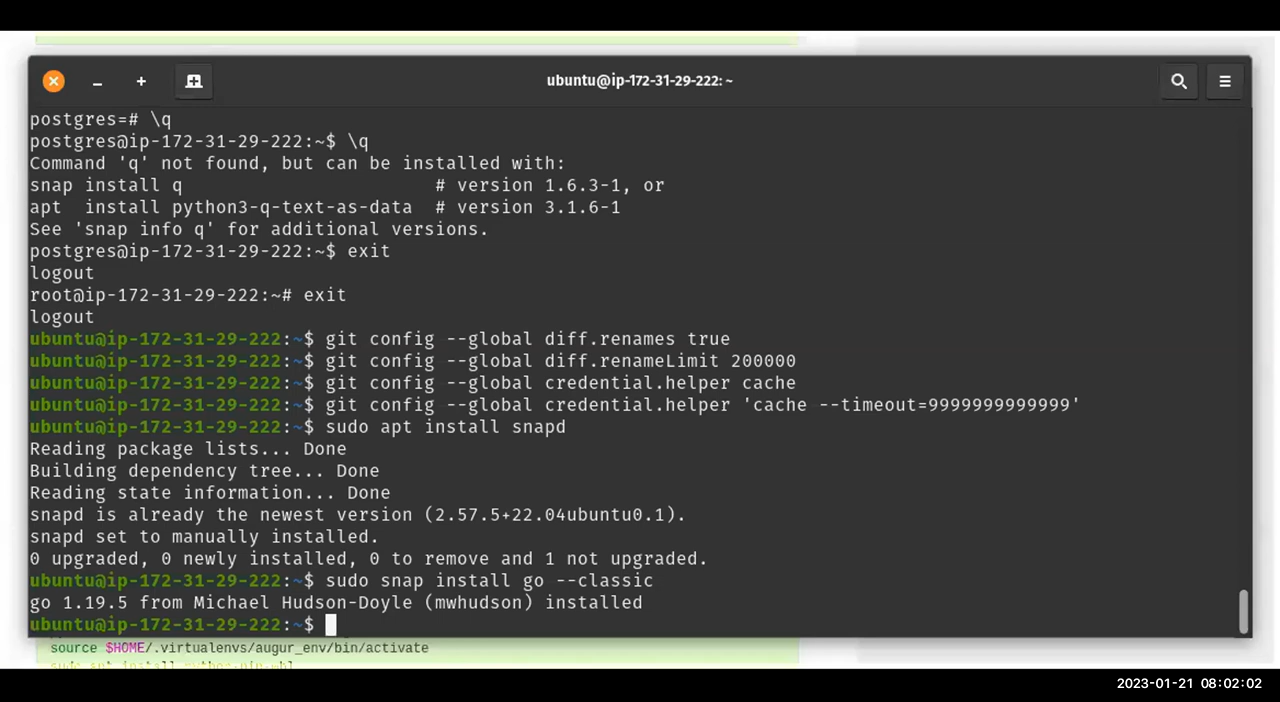 ubuntu@ip-172-31-29-222: ~
postgres=# \q
postgres@ip-172-31-29-222:~$ \q
Command 'q' not found, but can be installed with:
snap install q                       # version 1.6.3-1, or
apt  install python3-q-text-as-data  # version 3.1.6-1
See 'snap info q' for additional versions.
postgres@ip-172-31-29-222:~$ exit
logout
root@ip-172-31-29-222:~# exit
logout
ubuntu@ip-172-31-29-222:~$ git config --global diff.renames true
ubuntu@ip-172-31-29-222:~$ git config --global diff.renameLimit 200000
ubuntu@ip-172-31-29-222:~$ git config --global credential.helper cache
ubuntu@ip-172-31-29-222:~$ git config --global credential.helper 'cache --timeout=9999999999999'
ubuntu@ip-172-31-29-222:~$ sudo apt install snapd
Reading package lists... Done
Building dependency tree... Done
Reading state information... Done
snapd is already the newest version (2.57.5+22.04ubuntu0.1).
snapd set to manually installed.
0 upgraded, 0 newly installed, 0 to remove and 1 not upgraded.
ubuntu@ip-172-31-29-222:~$ sudo snap install go --classic
go 1.19.5 from Michael Hudson-Doyle (mwhudson) installed
ubuntu@ip-172-31-29-222:~$
source $HOME/.virtualenvs/augur_env/bin/activate
sudo apt install
2023-01-21 08:02:02